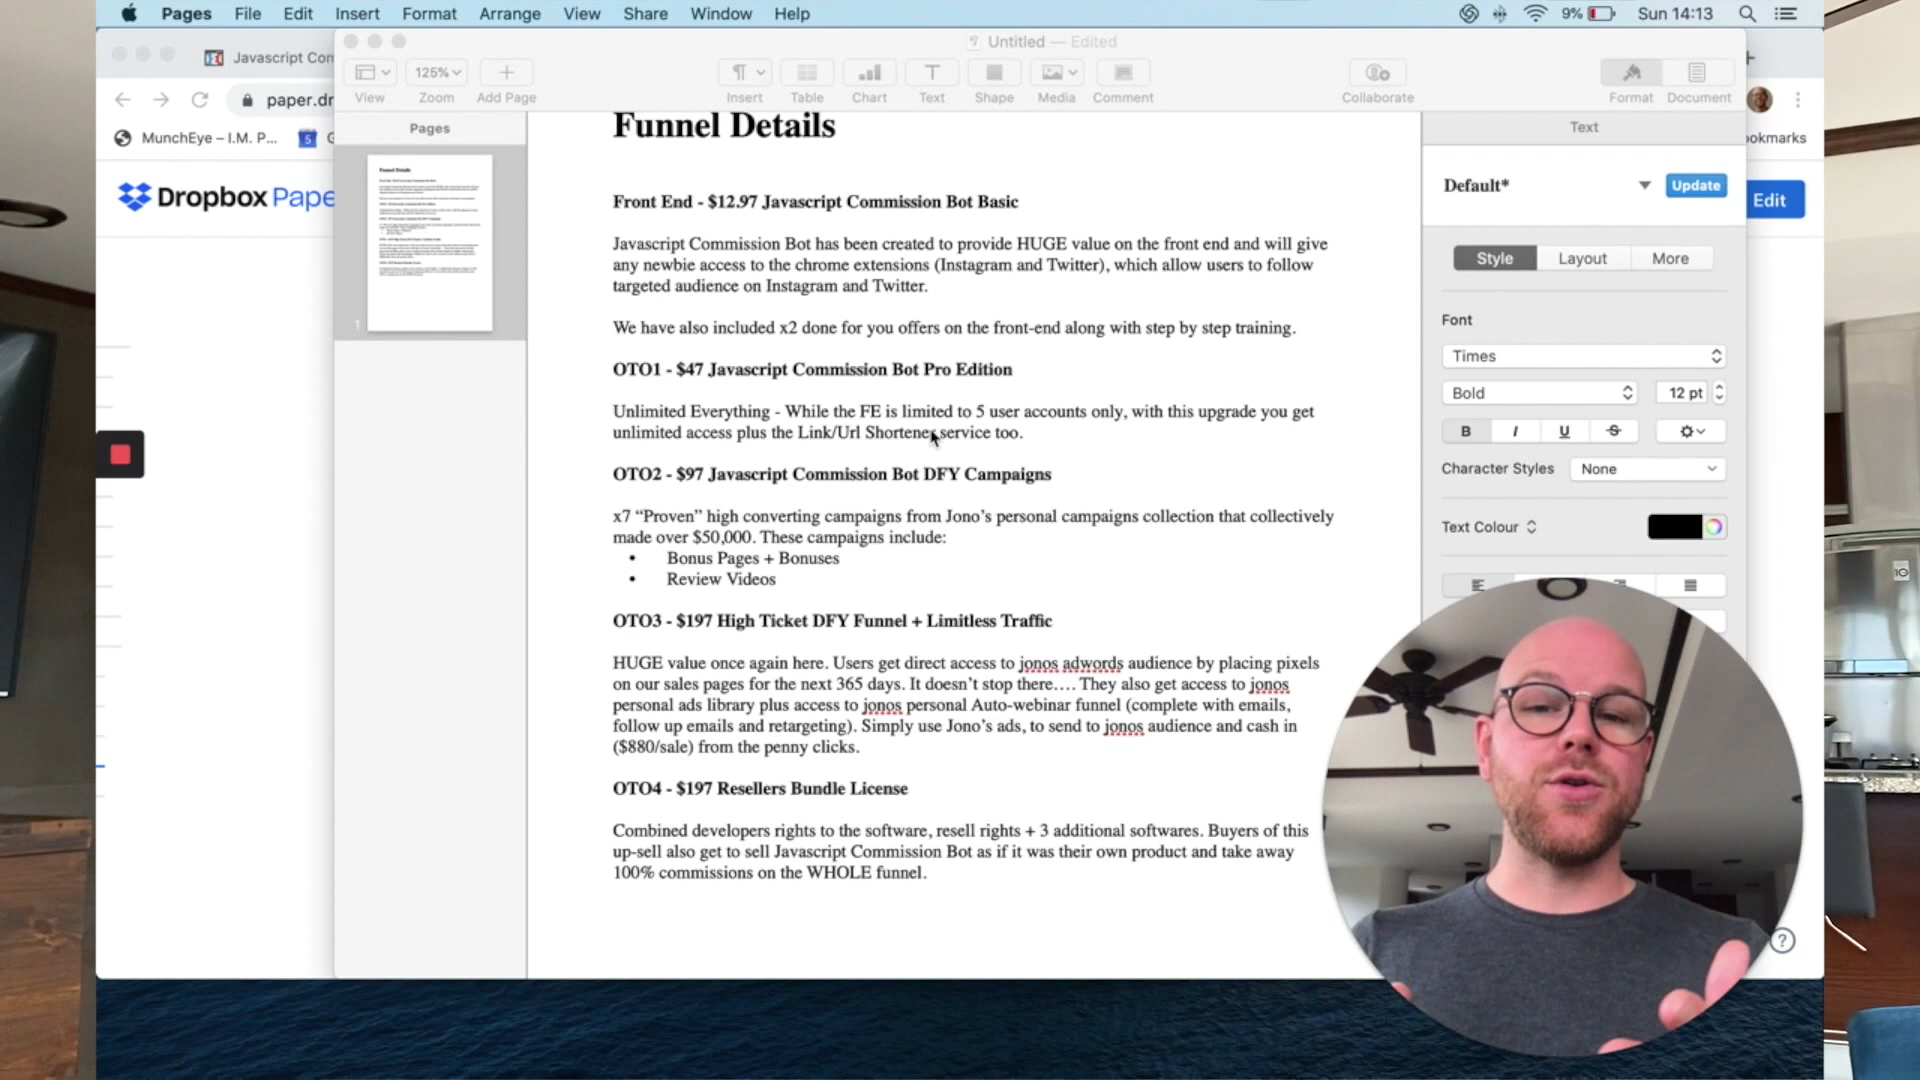 Pages File Edit Insert Format Arrange View Share Window Help 9% Sun 14:13
Javascript Con
Untitled — Edited
125%
View Zoom Add Page Insert Table Chart Text Shape Media Comment Collaborate Format Document
paper.dr
MunchEye – I.M. P...
ookmarks
Pages
Text
Dropbox Pape
Default*
Update
Edit
Style Layout More
Font
Times
Bold
12 pt
B I U S
Character Styles None
Text Colour
1
Funnel Details
Front End - $12.97 Javascript Commission Bot Basic
Javascript Commission Bot has been created to provide HUGE value on the front end and will give
any newbie access to the chrome extensions (Instagram and Twitter), which allow users to follow
targeted audience on Instagram and Twitter.
We have also included x2 done for you offers on the front-end along with step by step training.
OTO1 - $47 Javascript Commission Bot Pro Edition
Unlimited Everything - While the FE is limited to 5 user accounts only, with this upgrade you get
unlimited access plus the Link/Url Shortener service too.
OTO2 - $97 Javascript Commission Bot DFY Campaigns
x7 “Proven” high converting campaigns from Jono’s personal campaigns collection that collectively
made over $50,000. These campaigns include:
• Bonus Pages + Bonuses
• Review Videos
OTO3 - $197 High Ticket DFY Funnel + Limitless Traffic
HUGE value once again here. Users get direct access to jonos adwords audience by placing pixels
on our sales pages for the next 365 days. It doesn’t stop there…. They also get access to jonos
personal ads library plus access to jonos personal Auto-webinar funnel (complete with emails,
follow up emails and retargeting). Simply use Jono’s ads, to send to jonos audience and cash in
($880/sale) from the penny clicks.
OTO4 - $197 Resellers Bundle License
Combined developers rights to the software, resell rights + 3 additional softwares. Buyers of this
up-sell also get to sell Javascript Commission Bot as if it was their own product and take away
100% commissions on the WHOLE funnel.
?